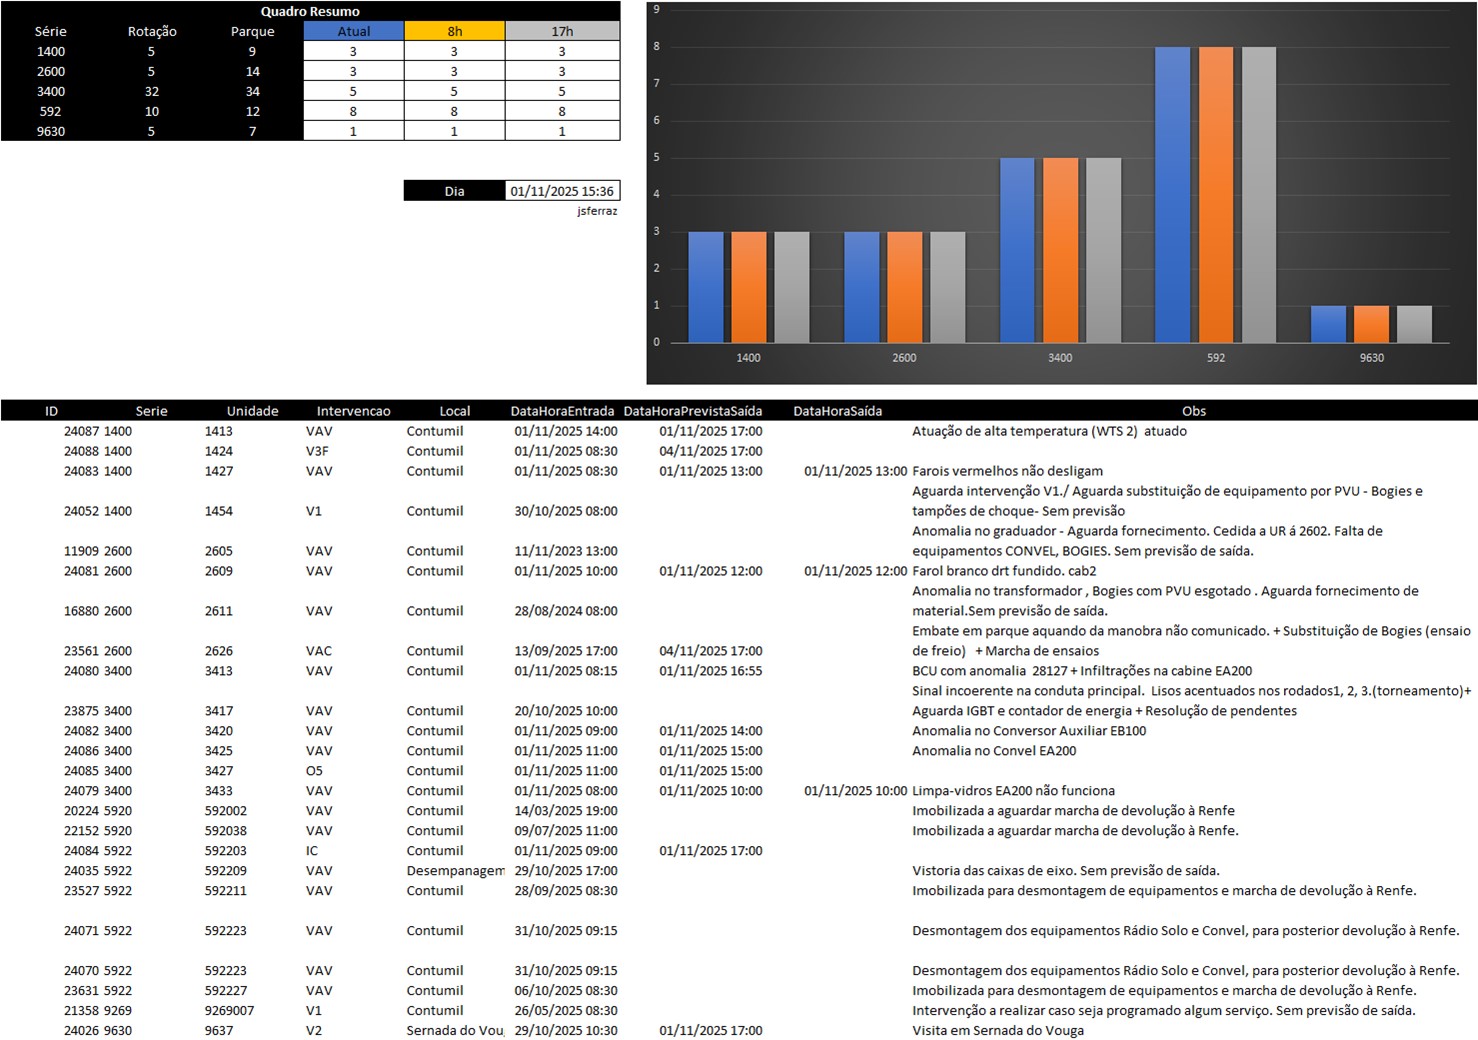 Quadro Resumo
Série Rotação Parque Atual 8h 17h
1400 5 9 3 3 3
2600 5 14 3 3 3
3400 32 34 5 5 5
592 10 12 8 8 8
9630 5 7 1 1 1
Dia 01/11/2025 15:36
jsferraz
9
8
7
6
5
4
3
2
1
0
1400 2600 3400 592 9630
ID Serie Unidade Intervencao Local DataHoraEntrada DataHoraPrevistaSaída DataHoraSaída Obs
24087 1400 1413 VAV Contumil 01/11/2025 14:00 01/11/2025 17:00 Atuação de alta temperatura (WTS 2) atuado
24088 1400 1424 V3F Contumil 01/11/2025 08:30 04/11/2025 17:00
24083 1400 1427 VAV Contumil 01/11/2025 08:30 01/11/2025 13:00 01/11/2025 13:00 Farois vermelhos não desligam
Aguarda intervenção V1./ Aguarda substituição de equipamento por PVU - Bogies e
24052 1400 1454 V1 Contumil 30/10/2025 08:00 tampões de choque- Sem previsão
Anomalia no graduador - Aguarda fornecimento. Cedida a UR á 2602. Falta de
11909 2600 2605 VAV Contumil 11/11/2023 13:00 equipamentos CONVEL, BOGIES. Sem previsão de saída.
24081 2600 2609 VAV Contumil 01/11/2025 10:00 01/11/2025 12:00 01/11/2025 12:00 Farol branco drt fundido. cab2
Anomalia no transformador , Bogies com PVU esgotado . Aguarda fornecimento de
16880 2600 2611 VAV Contumil 28/08/2024 08:00 material.Sem previsão de saída.
Embate em parque aquando da manobra não comunicado. + Substituição de Bogies (ensaio
23561 2600 2626 VAC Contumil 13/09/2025 17:00 04/11/2025 17:00 de freio) + Marcha de ensaios
24080 3400 3413 VAV Contumil 01/11/2025 08:15 01/11/2025 16:55 BCU com anomalia 28127 + Infiltrações na cabine EA200
Sinal incoerente na conduta principal. Lisos acentuados nos rodados1, 2, 3.(torneamento)+
23875 3400 3417 VAV Contumil 20/10/2025 10:00 Aguarda IGBT e contador de energia + Resolução de pendentes
24082 3400 3420 VAV Contumil 01/11/2025 09:00 01/11/2025 14:00 Anomalia no Conversor Auxiliar EB100
24086 3400 3425 VAV Contumil 01/11/2025 11:00 01/11/2025 15:00 Anomalia no Convel EA200
24085 3400 3427 O5 Contumil 01/11/2025 11:00 01/11/2025 15:00
24079 3400 3433 VAV Contumil 01/11/2025 08:00 01/11/2025 10:00 01/11/2025 10:00 Limpa-vidros EA200 não funciona
20224 5920 592002 VAV Contumil 14/03/2025 19:00 Imobilizada a aguardar marcha de devolução à Renfe
22152 5920 592038 VAV Contumil 09/07/2025 11:00 Imobilizada a aguardar marcha de devolução à Renfe.
24084 5922 592203 IC Contumil 01/11/2025 09:00 01/11/2025 17:00
24035 5922 592209 VAV Desempanagem 29/10/2025 17:00 Vistoria das caixas de eixo. Sem previsão de saída.
23527 5922 592211 VAV Contumil 28/09/2025 08:30 Imobilizada para desmontagem de equipamentos e marcha de devolução à Renfe.
24071 5922 592223 VAV Contumil 31/10/2025 09:15 Desmontagem dos equipamentos Rádio Solo e Convel, para posterior devolução à Renfe.
24070 5922 592223 VAV Contumil 31/10/2025 09:15 Desmontagem dos equipamentos Rádio Solo e Convel, para posterior devolução à Renfe.
23631 5922 592227 VAV Contumil 06/10/2025 08:30 Imobilizada para desmontagem de equipamentos e marcha de devolução à Renfe.
21358 9269 9269007 V1 Contumil 26/05/2025 08:30 Intervenção a realizar caso seja programado algum serviço. Sem previsão de saída.
24026 9630 9637 V2 Sernada do Voug 29/10/2025 10:30 01/11/2025 17:00 Visita em Sernada do Vouga